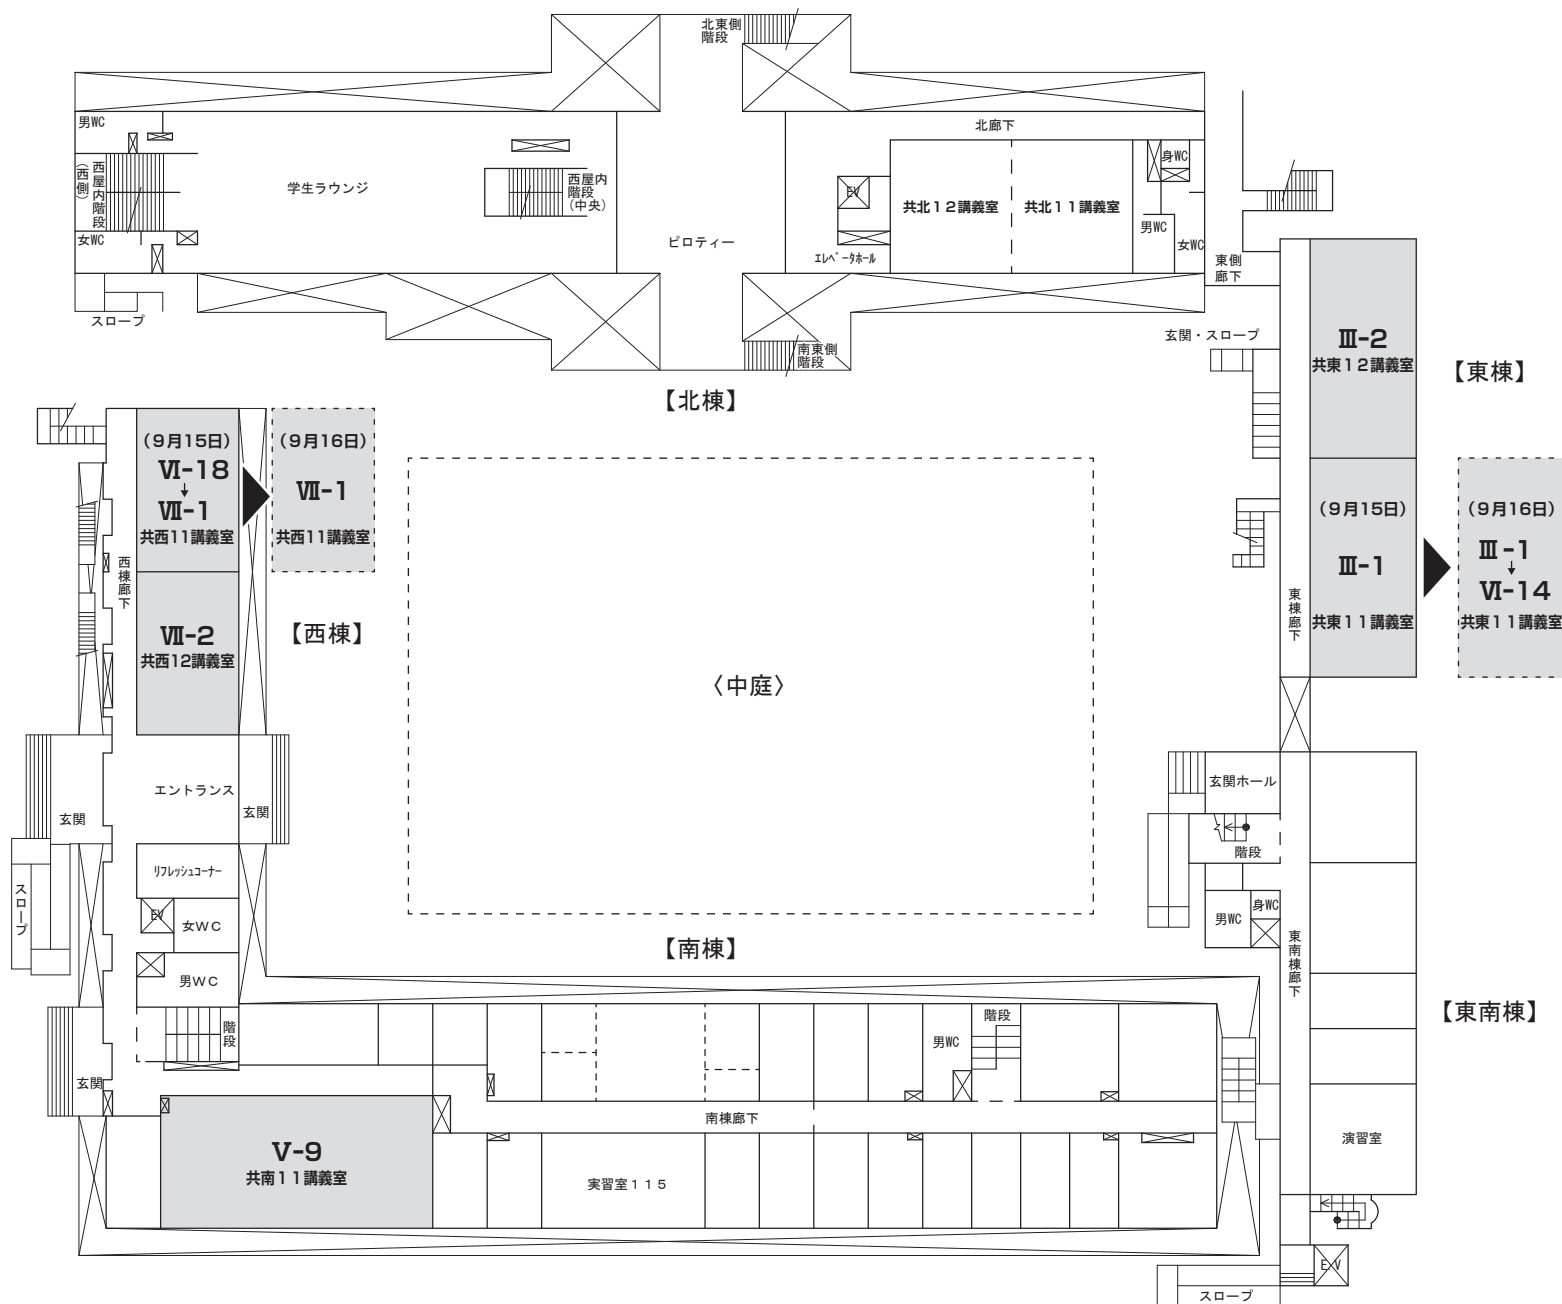 北東側
階段
男WC
西屋内階段
(西側)
女WC
スロープ
学生ラウンジ
西屋内
階段
(中央)
ピロティー
北廊下
EV
エレベータホール
共北12講義室
共北11講義室
身WC
男WC
女WC
東側
廊下
南東側
階段
【北棟】
玄関・スロープ
Ⅲ-2
共東12講義室
【東棟】
(9月15日)
Ⅲ-1
共東11講義室
(9月16日)
Ⅲ-1
↓
Ⅵ-14
共東11講義室
東棟廊下
(9月15日)
Ⅵ-18
↓
Ⅶ-1
共西11講義室
(9月16日)
Ⅶ-1
共西11講義室
西棟廊下
Ⅶ-2
共西12講義室
【西棟】
〈中庭〉
エントランス
玄関
玄関
スロープ
リフレッシュコーナー
EV
女WC
男WC
階段
玄関
玄関ホール
階段
男WC
身WC
東南棟廊下
【東南棟】
【南棟】
男WC
階段
南棟廊下
Ⅴ-9
共南11講義室
実習室115
演習室
EV
スロープ